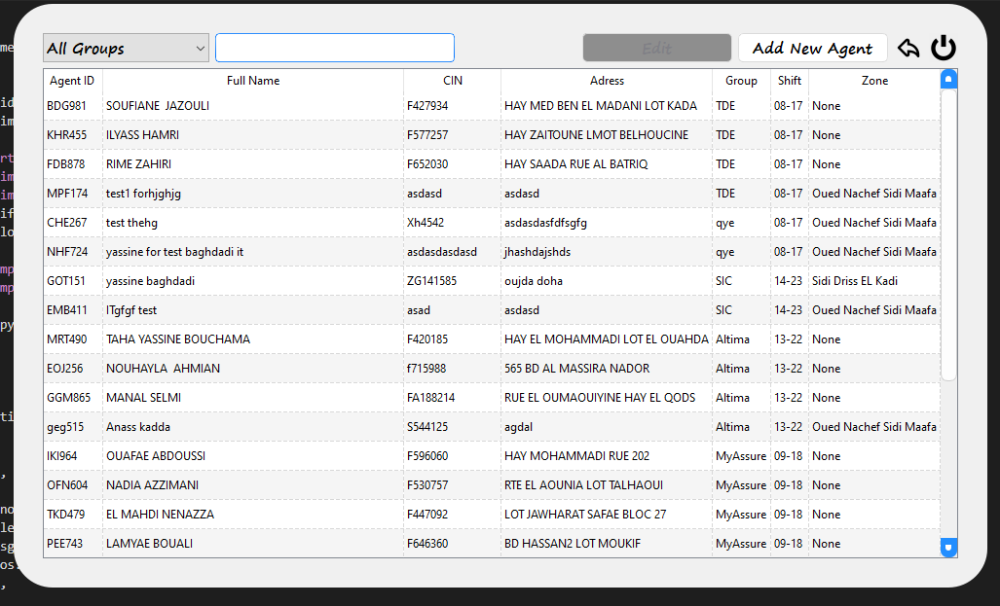 All Groups Edit Add New Agent
Agent ID Full Name CIN Adress Group Shift Zone
BDG981 SOUFIANE  JAZOULI F427934 HAY MED BEN EL MADANI LOT KADA TDE 08-17 None
KHR455 ILYASS HAMRI F577257 HAY ZAITOUNE LMOT BELHOUCINE TDE 08-17 None
FDB878 RIME ZAHIRI F652030 HAY SAADA RUE AL BATRIQ TDE 08-17 None
MPF174 test1 forhjghjg asdasd asdasd TDE 08-17 Oued Nachef Sidi Maafa
CHE267 test thehg Xh4542 asdasdasfdfsgfg qye 08-17 Oued Nachef Sidi Maafa
NHF724 yassine for test baghdadi it asdasdasdasd jhashdajshds qye 08-17 Oued Nachef Sidi Maafa
GOT151 yassine baghdadi ZG141585 oujda doha SIC 14-23 Sidi Driss EL Kadi
EMB411 ITgfgf test asad asdasd SIC 14-23 Oued Nachef Sidi Maafa
MRT490 TAHA YASSINE BOUCHAMA F420185 HAY EL MOHAMMADI LOT EL OUAHDA Altima 13-22 None
EOJ256 NOUHAYLA  AHMIAN f715988 565 BD AL MASSIRA NADOR Altima 13-22 None
GGM865 MANAL SELMI FA188214 RUE EL OUMAOUIYINE HAY EL QODS Altima 13-22 None
geg515 Anass kadda S544125 agdal Altima 13-22 Oued Nachef Sidi Maafa
IKI964 OUAFAE ABDOUSSI F596060 HAY MOHAMMADI RUE 202 MyAssure 09-18 None
OFN604 NADIA AZZIMANI F530757 RTE EL AOUNIA LOT TALHAOUI MyAssure 09-18 None
TKD479 EL MAHDI NENAZZA F447092 LOT JAWHARAT SAFAE BLOC 27 MyAssure 09-18 None
PEE743 LAMYAE BOUALI F646360 BD HASSAN2 LOT MOUKIF MyAssure 09-18 None